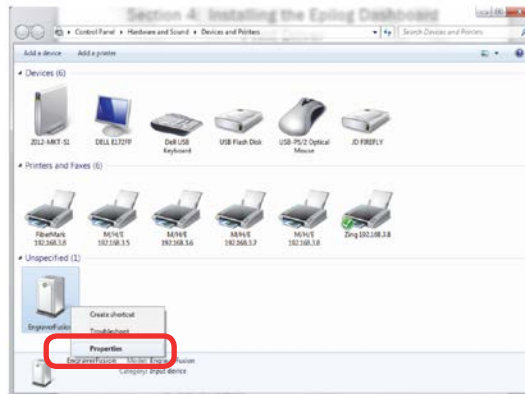 Section 4: Installing the Epilog Dashboard
Control Panel ▸ Hardware and Sound ▸ Devices and Printers
Search Devices and Printers
Add a device Add a printer
Devices (6)
2012-MKT-51 DELL E172FP Dell USB Keyboard USB Flash Disk USB-PS/2 Optical Mouse JD FIREFLY
Printers and Faxes (6)
FiberMark 192.168.3.8 M/H/E 192.168.3.5 M/H/E 192.168.3.6 M/H/E 192.168.3.7 M/H/E 192.168.3.8 Zing 192.168.3.8
Unspecified (1)
EngraverFusion
Create shortcut
Troubleshoot
Properties
EngraverFusion Model: EngraverFusion
Category: Input device